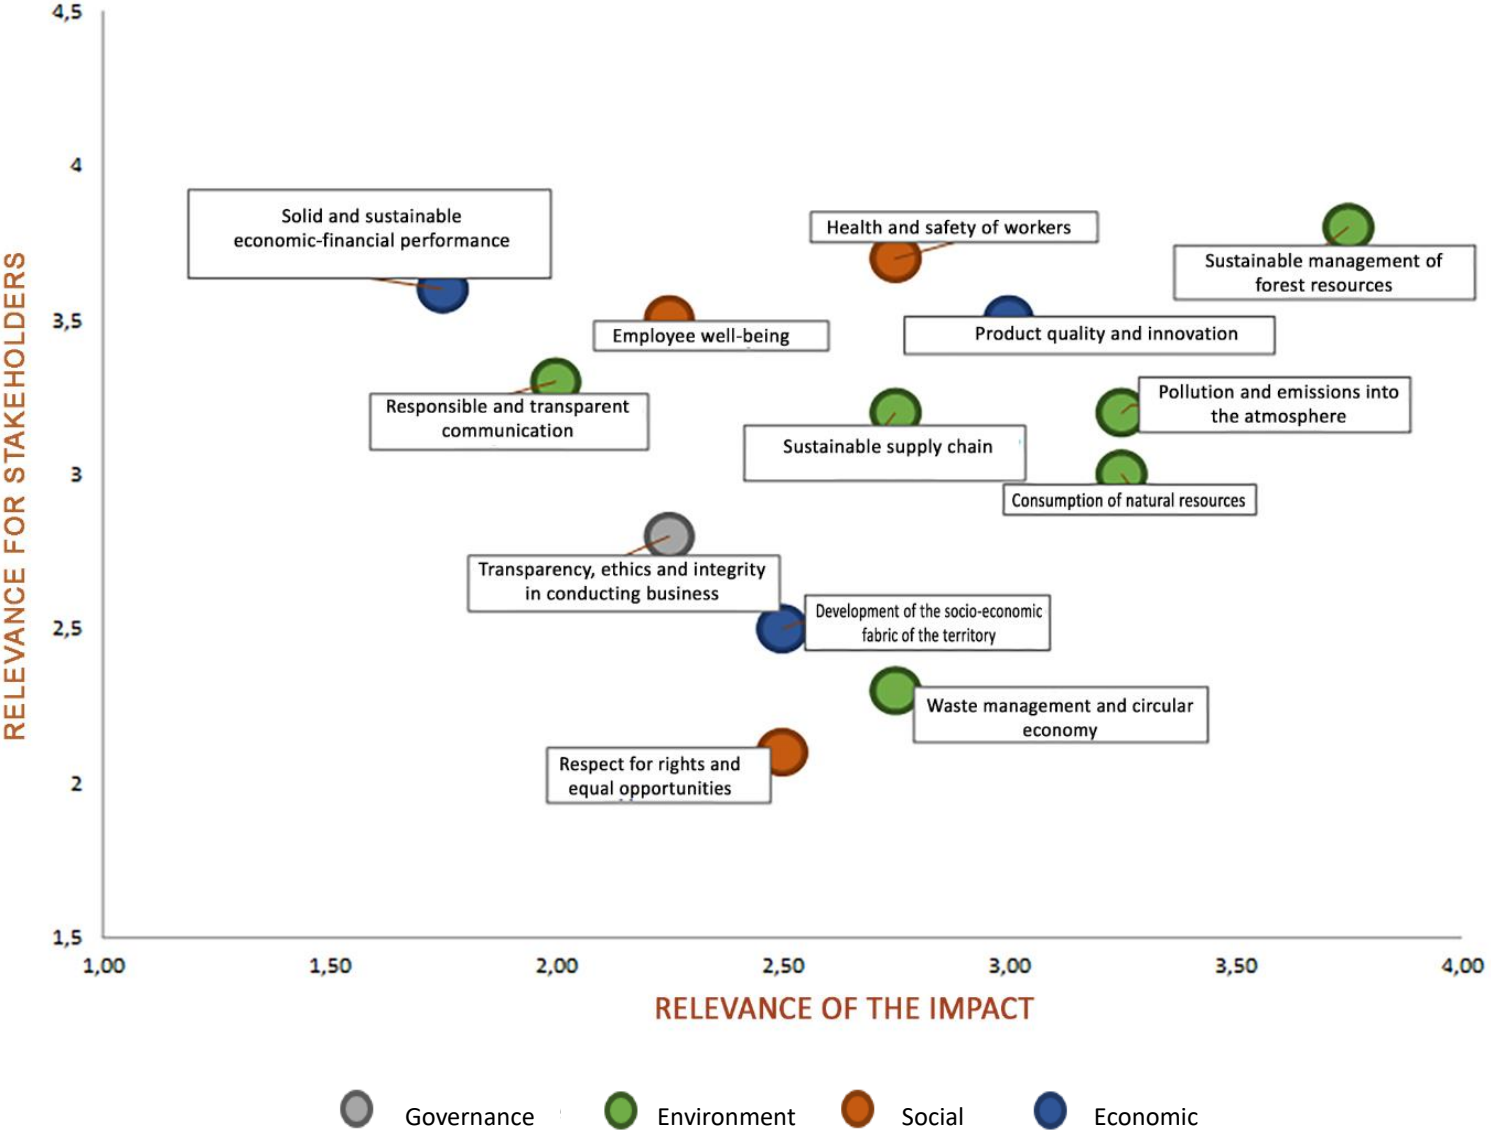 4,5
4
Solid and sustainable
economic-financial performance
Health and safety of workers
Sustainable management of
forest resources
3,5
Employee well-being
Product quality and innovation
Responsible and transparent
communication
Pollution and emissions into
the atmosphere
Sustainable supply chain
3
Consumption of natural resources
Transparency, ethics and integrity
in conducting business
2,5
Development of the socio-economic
fabric of the territory
Waste management and circular
economy
Respect for rights and
equal opportunities
2
1,5
RELEVANCE FOR STAKEHOLDERS
1,00 1,50 2,00 2,50 3,00 3,50 4,00
RELEVANCE OF THE IMPACT
Governance Environment Social Economic